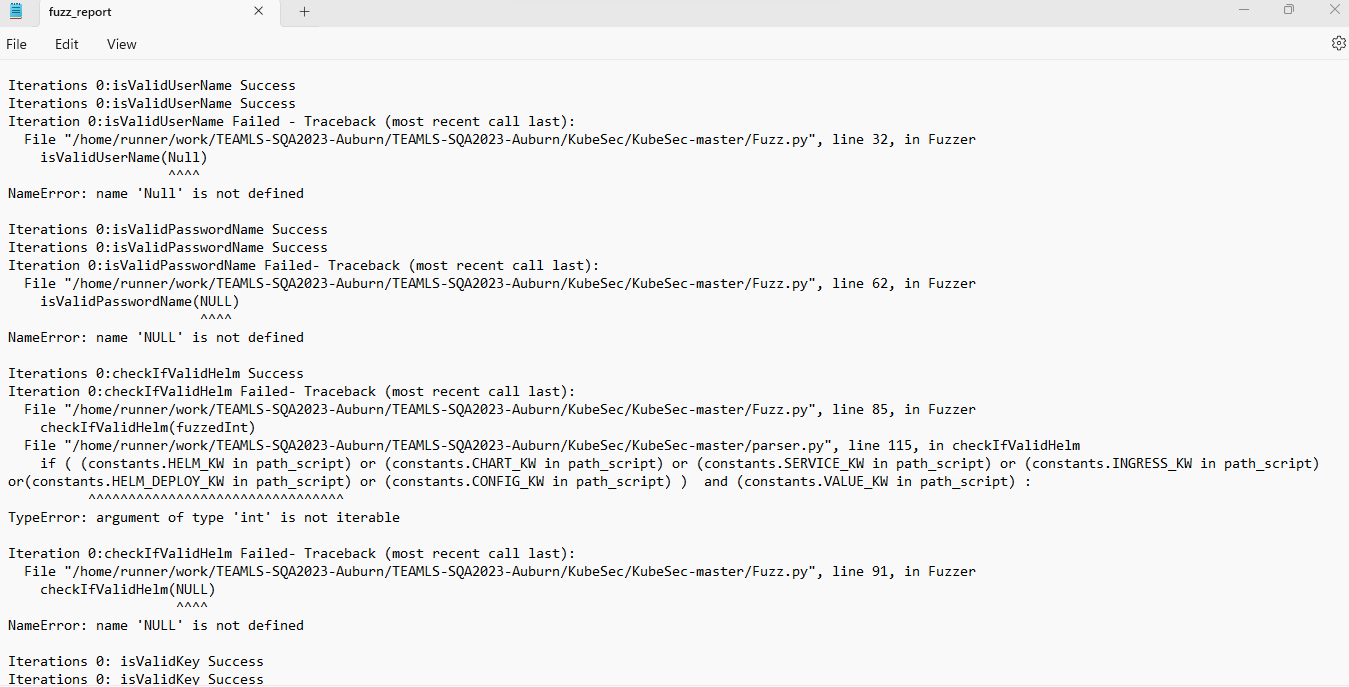 fuzz_report
File Edit View
Iterations 0:isValidUserName Success
Iterations 0:isValidUserName Success
Iteration 0:isValidUserName Failed - Traceback (most recent call last):
File "/home/runner/work/TEAMLS-SQA2023-Auburn/TEAMLS-SQA2023-Auburn/KubeSec/KubeSec-master/Fuzz.py", line 32, in Fuzzer
isValidUserName(Null)
^^^^
NameError: name 'Null' is not defined
Iterations 0:isValidPasswordName Success
Iterations 0:isValidPasswordName Success
Iteration 0:isValidPasswordName Failed- Traceback (most recent call last):
File "/home/runner/work/TEAMLS-SQA2023-Auburn/TEAMLS-SQA2023-Auburn/KubeSec/KubeSec-master/Fuzz.py", line 62, in Fuzzer
isValidPasswordName(NULL)
^^^^
NameError: name 'NULL' is not defined
Iterations 0:checkIfValidHelm Success
Iteration 0:checkIfValidHelm Failed- Traceback (most recent call last):
File "/home/runner/work/TEAMLS-SQA2023-Auburn/TEAMLS-SQA2023-Auburn/KubeSec/KubeSec-master/Fuzz.py", line 85, in Fuzzer
checkIfValidHelm(fuzzedInt)
File "/home/runner/work/TEAMLS-SQA2023-Auburn/TEAMLS-SQA2023-Auburn/KubeSec/KubeSec-master/parser.py", line 115, in checkIfValidHelm
if ( (constants.HELM_KW in path_script) or (constants.CHART_KW in path_script) or (constants.SERVICE_KW in path_script) or (constants.INGRESS_KW in path_script)
or(constants.HELM_DEPLOY_KW in path_script) or (constants.CONFIG_KW in path_script) )  and (constants.VALUE_KW in path_script) :
^^^^^^^^^^^^^^^^^^^^^^^^^^^^^^^^
TypeError: argument of type 'int' is not iterable
Iteration 0:checkIfValidHelm Failed- Traceback (most recent call last):
File "/home/runner/work/TEAMLS-SQA2023-Auburn/TEAMLS-SQA2023-Auburn/KubeSec/KubeSec-master/Fuzz.py", line 91, in Fuzzer
checkIfValidHelm(NULL)
^^^^
NameError: name 'NULL' is not defined
Iterations 0: isValidKey Success
Iterations 0: isValidKey Success